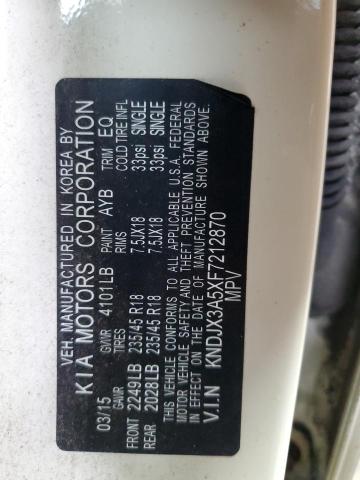 VEH. MANUFACTURED IN KOREA BY
KIA MOTORS CORPORATION
03/15 GVWR 4101LB PAINT AYB TRIM EQ
GAWR RIMS COLD TIRE INFL
FRONT 2249LB 235/45 R18 7.5JX18 33psi SINGLE
REAR 2028LB 235/45 R18 7.5JX18 33psi SINGLE
THIS VEHICLE CONFORMS TO ALL APPLICABLE U.S.A. FEDERAL
MOTOR VEHICLE SAFETY AND THEFT PREVENTION
STANDARDS IN EFFECT ON THE DATE OF MANUFACTURE SHOWN ABOVE
V.I.N KNDJX3A5XF7212870
MPV